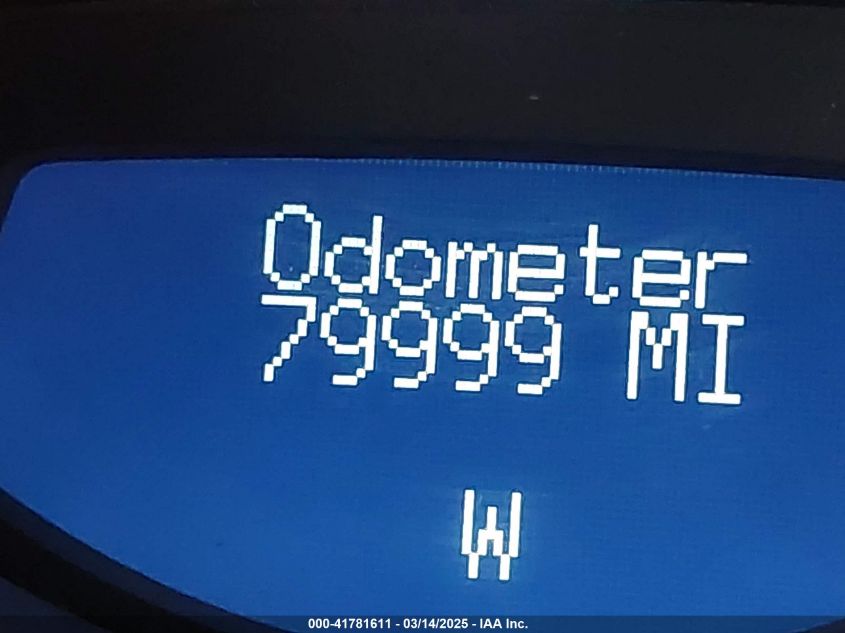 Odometer
79999 MI
W
000-41781611 - 03/14/2025 - IAA Inc.